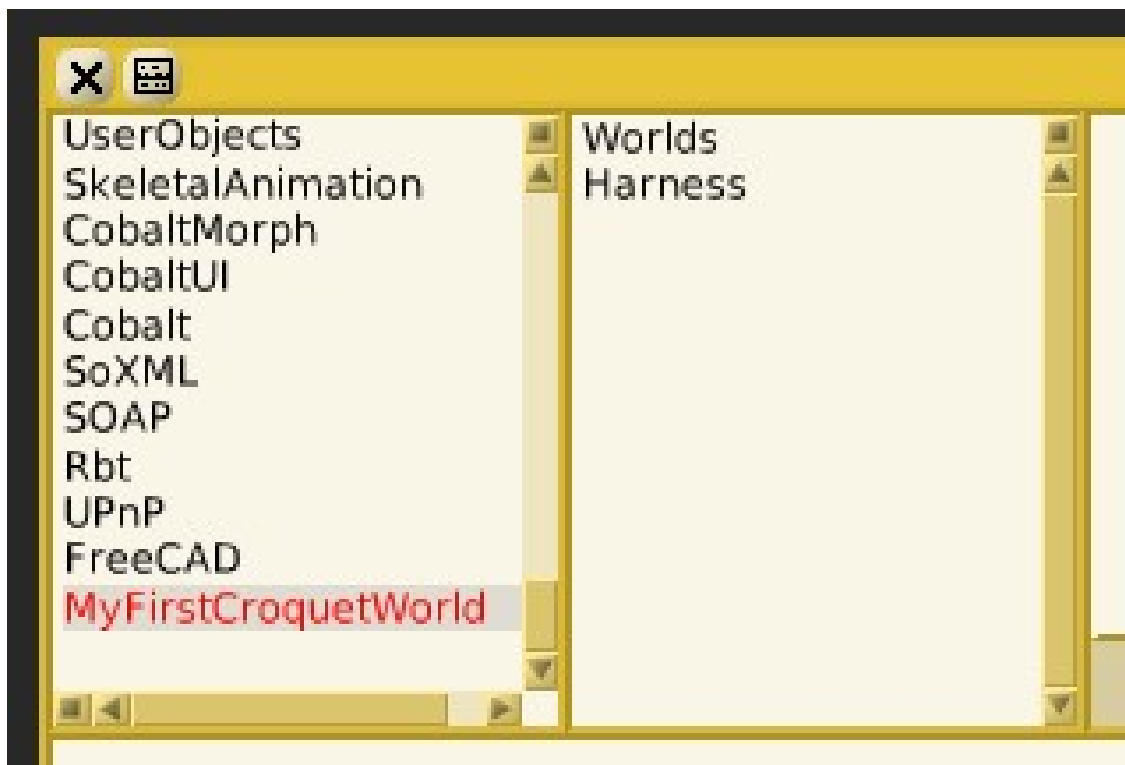 UserObjects
SkeletalAnimation
CobaltMorph
CobaltUI
Cobalt
SoXML
SOAP
Rbt
UPnP
FreeCAD
MyFirstCroquetWorld
Worlds
Harness